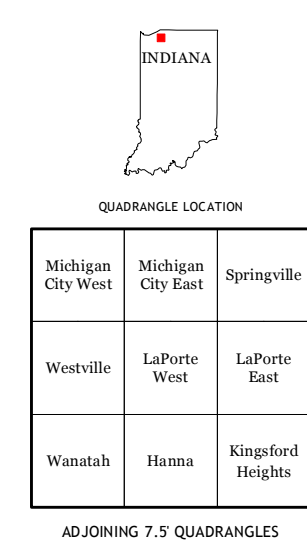 INDIANA
QUADRANGLE LOCATION
Michigan
City West
Michigan
City East
Springville
Westville
LaPorte
West
LaPorte
East
Wanatah
Hanna
Kingsford
Heights
ADJOINING 7.5' QUADRANGLES